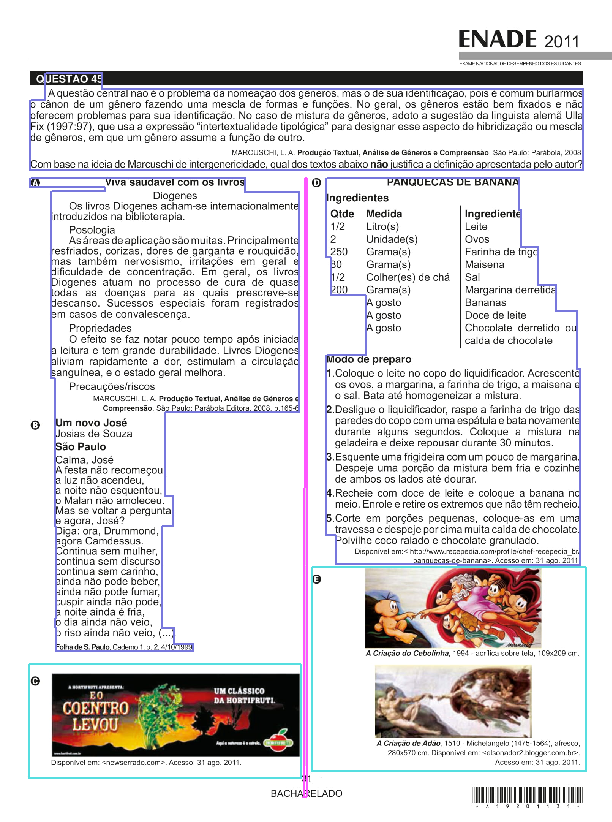 ENADE 2011
EXAME NACIONAL DE DESEMPENHO DOS ESTUDANTES
QUESTÃO 45
A questão central não é o problema da nomeação dos gêneros, mas o de sua identificação, pois é comum burlarmos
o cânon de um gênero fazendo uma mescla de formas e funções. No geral, os gêneros estão bem fixados e não
oferecem problemas para sua identificação. No caso de mistura de gêneros, adoto a sugestão da linguista alemã Ulla
Fix (1997:97), que usa a expressão “intertextualidade tipológica” para designar esse aspecto de hibridização ou mescla
de gêneros, em que um gênero assume a função de outro.
MARCUSCHI, L. A. Produção Textual, Análise de Gêneros e Compreensão. São Paulo: Parábola, 2008.
Com base na ideia de Marcuschi de intergenericidade, qual dos textos abaixo não justifica a definição apresentada pelo autor?
A Viva saudável com os livros
Diogenes
Os livros Diogenes acham-se internacionalmente
introduzidos na biblioterapia.
Posologia
As áreas de aplicação são muitas. Principalmente
resfriados, corizas, dores de garganta e rouquidão,
mas também nervosismo, irritações em geral e
dificuldade de concentração. Em geral, os livros
Diogenes atuam no processo de cura de quase
todas as doenças para as quais prescreve-se
descanso. Sucessos especiais foram registrados
em casos de convalescença.
Propriedades
O efeito se faz notar pouco tempo após iniciada
a leitura e tem grande durabilidade. Livros Diogenes
aliviam rapidamente a dor, estimulam a circulação
sanguínea, e o estado geral melhora.
Precauções/riscos
MARCUSCHI, L. A. Produção Textual, Análise de Gêneros e
Compreensão. São Paulo: Parábola Editora, 2008, p.165-6
B Um novo José
Josias de Souza
São Paulo
Calma, José
A festa não recomeçou,
a luz não acendeu,
a noite não esquentou,
o Malan não amoleceu.
Mas se voltar a pergunta
e agora, José?
Diga: ora, Drummond,
agora Camdessus.
Continua sem mulher,
continua sem discurso,
continua sem carinho,
ainda não pode beber,
ainda não pode fumar,
cuspir ainda não pode,
a noite ainda é fria,
o dia ainda não veio,
o riso ainda não veio, (...)
Folha de S. Paulo, Caderno 1, p. 2, 4/10/1999.
C
A HORTIFRUTI APRESENTA:
E O
COENTRO
LEVOU
UM CLÁSSICO
DA HORTIFRUTI.
Aqui a natureza é a estrela.
Disponível em: <newserrado.com>. Acesso: 31 ago. 2011.
D PANQUECAS DE BANANA
Ingredientes
Qtde Medida Ingrediente
1/2 Litro(s) Leite
2 Unidade(s) Ovos
250 Grama(s) Farinha de trigo
80 Grama(s) Maisena
1/2 Colher(es) de chá Sal
200 Grama(s) Margarina derretida
A gosto Bananas
A gosto Doce de leite
A gosto Chocolate derretido ou
calda de chocolate
Modo de preparo
1.Coloque o leite no copo do liquidificador. Acrescente
os ovos, a margarina, a farinha de trigo, a maisena e
o sal. Bata até homogeneizar a mistura.
2.Desligue o liquidificador, raspe a farinha de trigo das
paredes do copo com uma espátula e bata novamente
durante alguns segundos. Coloque a mistura na
geladeira e deixe repousar durante 30 minutos.
3.Esquente uma frigideira com um pouco de margarina.
Despeje uma porção da mistura bem fria e cozinhe
de ambos os lados até dourar.
4.Recheie com doce de leite e coloque a banana no
meio. Enrole e retire os extremos que não têm recheio.
5.Corte em porções pequenas, coloque-as em uma
travessa e despeje por cima muita calda de chocolate.
Polvilhe coco ralado e chocolate granulado.
Disponível em:<http://www.recepedia.com/profile/chef-recepedia_br,
panquecas-de-banana>. Acesso em: 31 ago. 2011.
E
A Criação do Cebolinha, 1994 - acrílica sobre tela, 109x209 cm.
A Criação de Adão, 1510 - Michelangelo (1475-1564), afresco,
280x570 cm. Disponível em: <elsonador2.blogger.com.br>.
Acesso em: 31 ago. 2011.
31
BACHARELADO